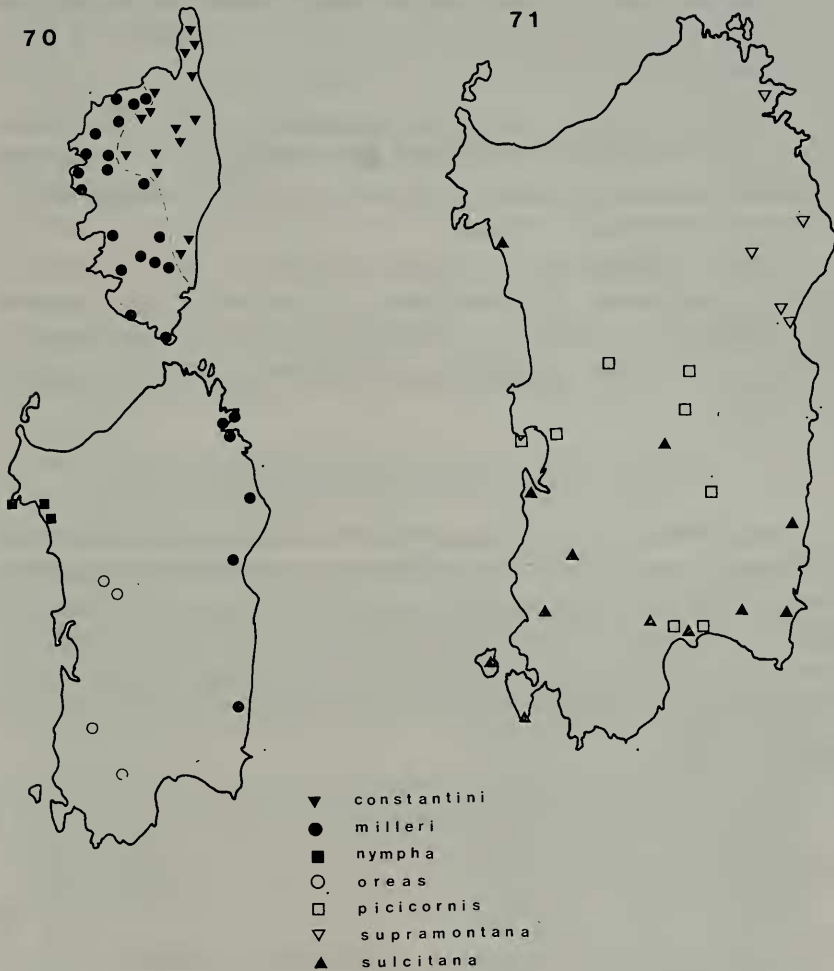 70
71
constantini
milleri
nympha
oreas
picicornis
supramontana
sulcitana